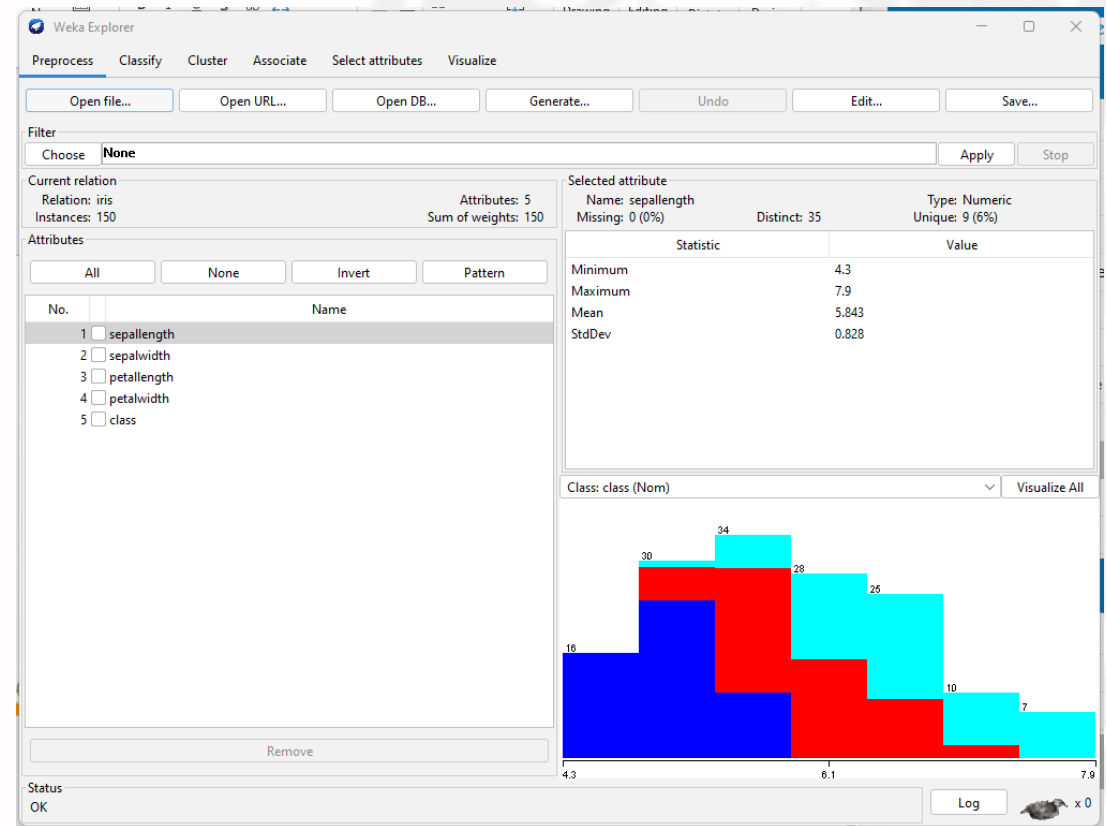 Drawing Editing
Weka Explorer
Preprocess Classify Cluster Associate Select attributes Visualize
Open file... Open URL... Open DB... Generate... Undo Edit... Save...
Filter
Choose None Apply Stop
Current relation
Relation: iris Attributes: 5
Instances: 150 Sum of weights: 150
Attributes
All None Invert Pattern
No. Name
1 sepallength
2 sepalwidth
3 petallength
4 petalwidth
5 class
Remove
Selected attribute
Name: sepallength Type: Numeric
Missing: 0 (0%) Distinct: 35 Unique: 9 (6%)
Statistic Value
Minimum 4.3
Maximum 7.9
Mean 5.843
StdDev 0.828
Class: class (Nom) Visualize All
16 30 34 28 25 10 7
4.3 6.1 7.9
Status
OK
Log x 0